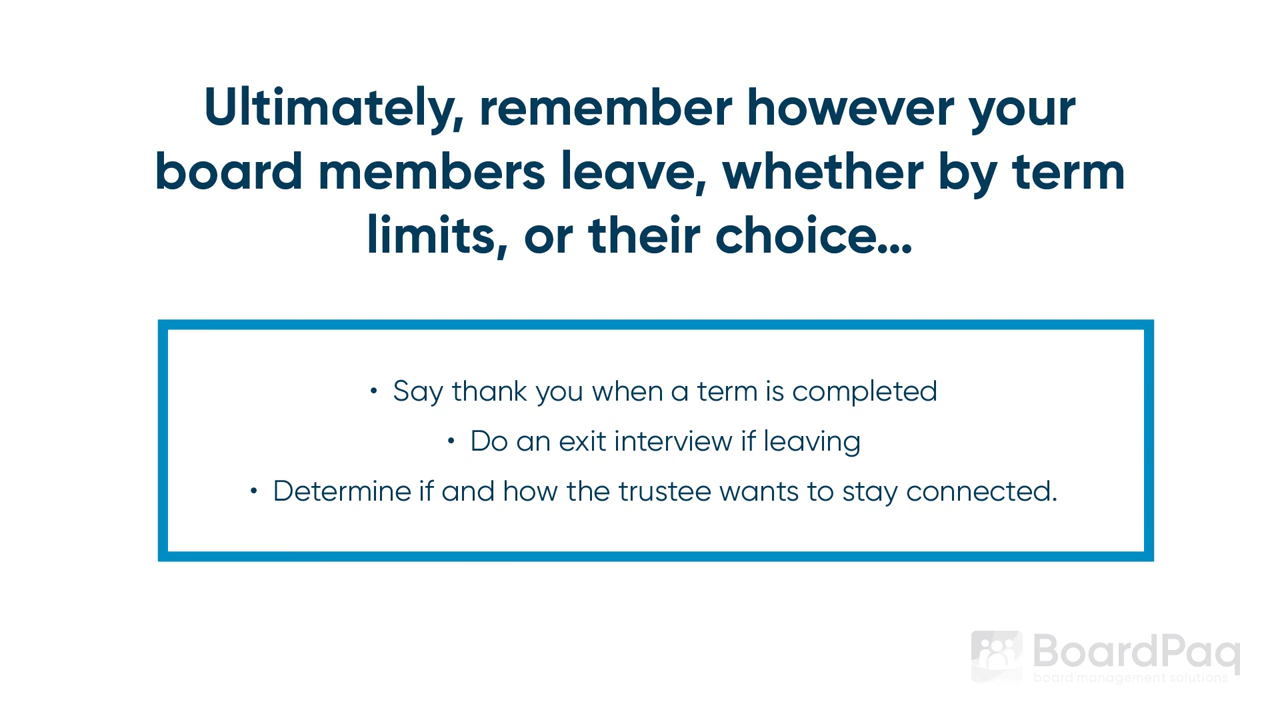 Ultimately, remember however your
board members leave, whether by term
limits, or their choice...
• Say thank you when a term is completed
• Do an exit interview if leaving
• Determine if and how the trustee wants to stay connected.
BoardPaq
board management solutions